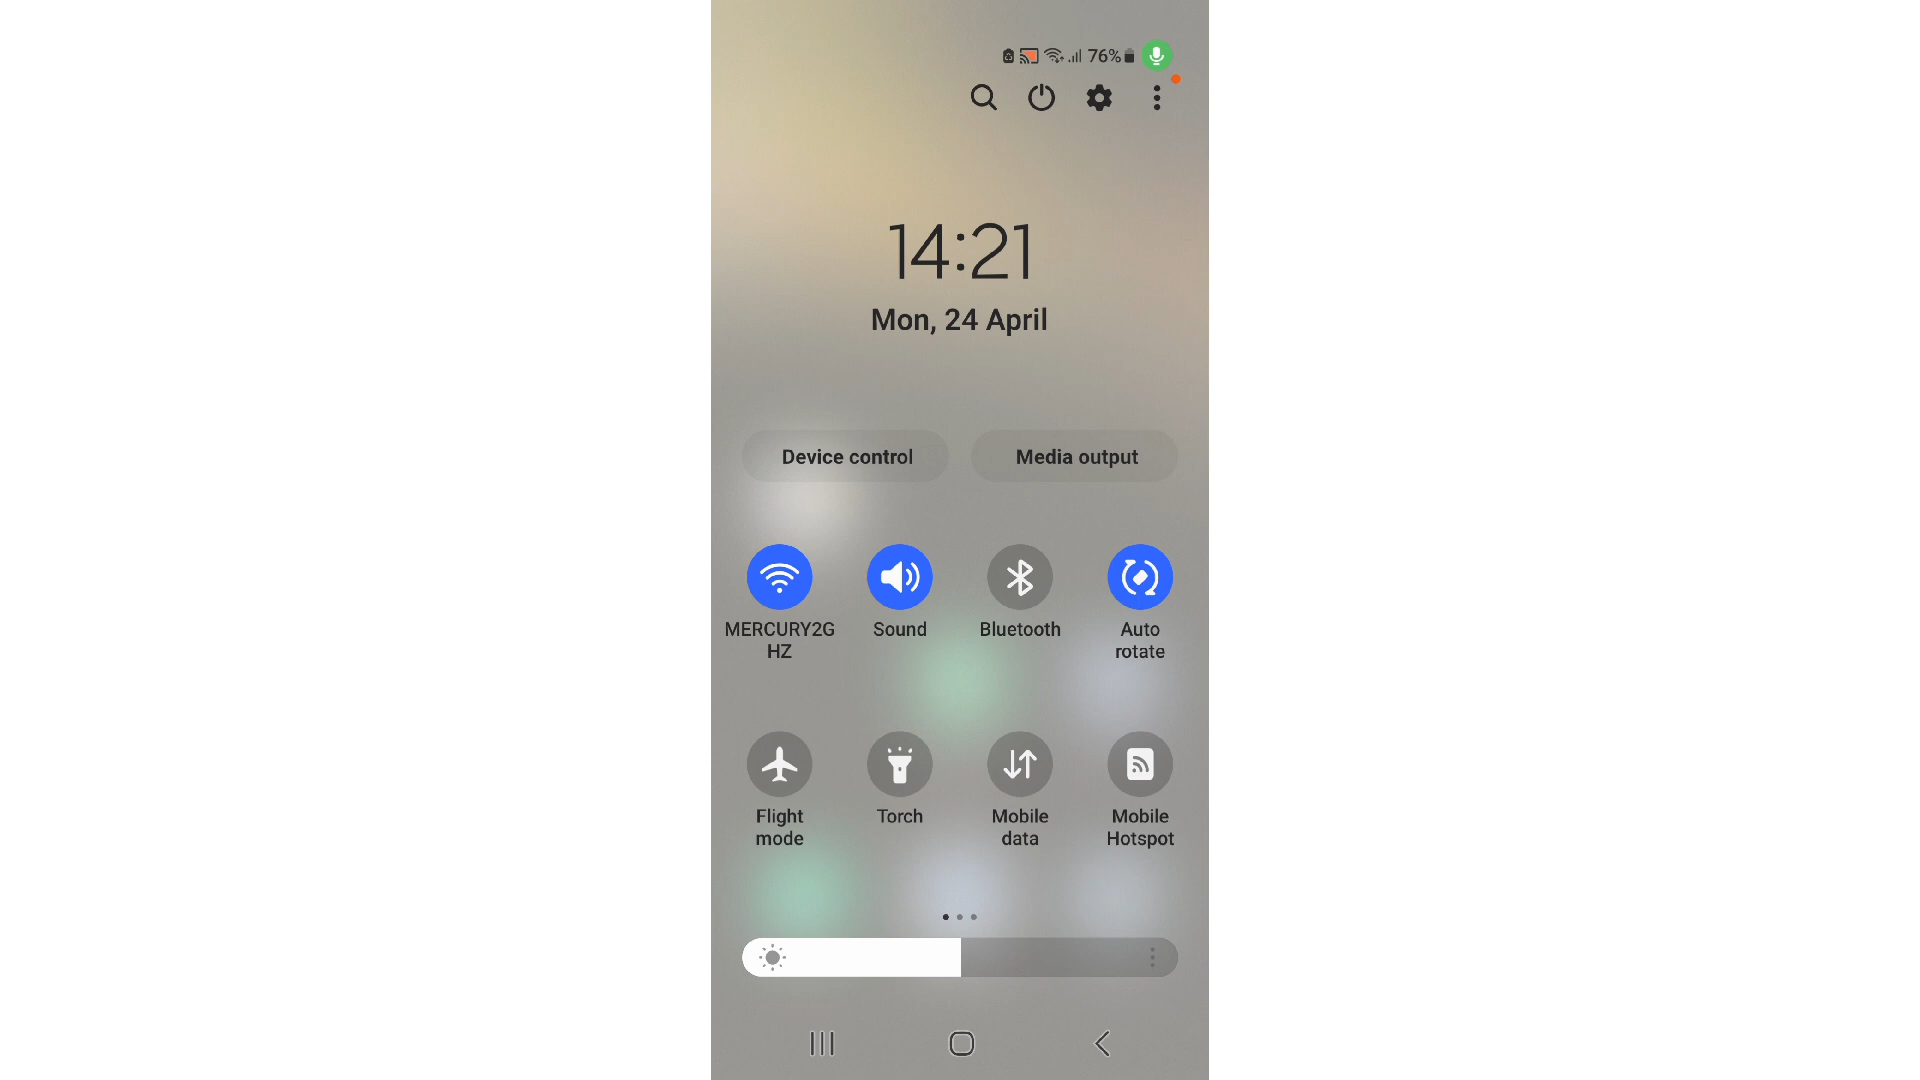 76%
14:21
Mon, 24 April
Device control Media output
MERCURY2G
HZ
Sound
Bluetooth
Auto
rotate
Flight
mode
Torch
Mobile
data
Mobile
Hotspot